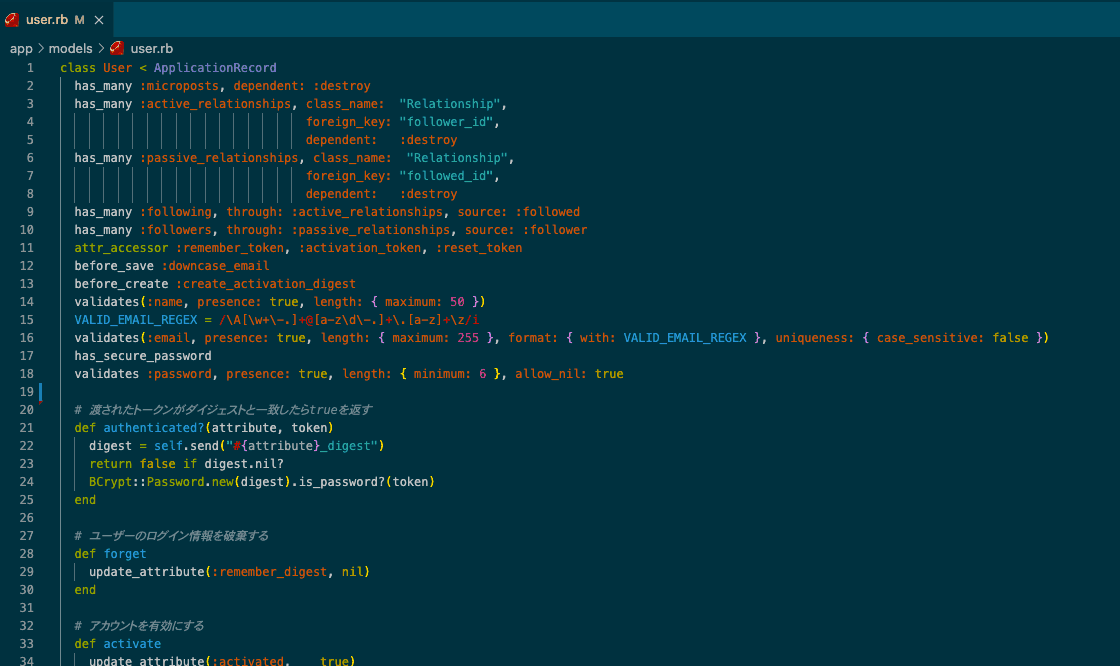 user.rb M
app > models > user.rb
1 class User < ApplicationRecord
2   has_many :microposts, dependent: :destroy
3   has_many :active_relationships, class_name:  "Relationship",
4                                   foreign_key: "follower_id",
5                                   dependent:   :destroy
6   has_many :passive_relationships, class_name:  "Relationship",
7                                   foreign_key: "followed_id",
8                                   dependent:   :destroy
9   has_many :following, through: :active_relationships, source: :followed
10   has_many :followers, through: :passive_relationships, source: :follower
11   attr_accessor :remember_token, :activation_token, :reset_token
12   before_save :downcase_email
13   before_create :create_activation_digest
14   validates(:name, presence: true, length: { maximum: 50 })
15   VALID_EMAIL_REGEX = /\A[\w+\-.]+@[a-z\d\-.]+\.[a-z]+\z/i
16   validates(:email, presence: true, length: { maximum: 255 }, format: { with: VALID_EMAIL_REGEX }, uniqueness: { case_sensitive: false })
17   has_secure_password
18   validates :password, presence: true, length: { minimum: 6 }, allow_nil: true
19
20   # 渡されたトークンがダイジェストと一致したらtrueを返す
21   def authenticated?(attribute, token)
22     digest = self.send("#{attribute}_digest")
23     return false if digest.nil?
24     BCrypt::Password.new(digest).is_password?(token)
25   end
26
27   # ユーザーのログイン情報を破棄する
28   def forget
29     update_attribute(:remember_digest, nil)
30   end
31
32   # アカウントを有効にする
33   def activate
34     update_attribute(:activated,    true)